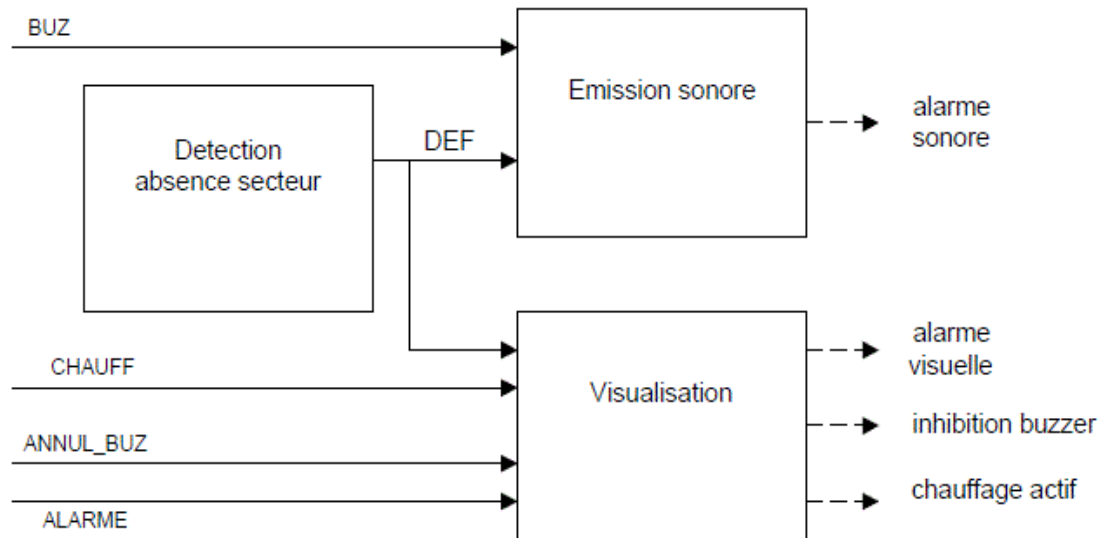 BUZ
Emission sonore
alarme
sonore
Detection
absence secteur
DEF
alarme
visuelle
CHAUFF
Visualisation
inhibition buzzer
ANNUL_BUZ
chauffage actif
ALARME